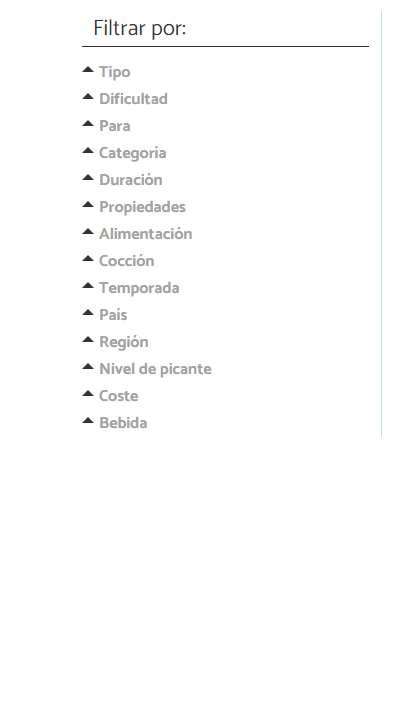 Filtrar por:
Tipo
Dificultad
Para
Categoría
Duración
Propiedades
Alimentación
Cocción
Temporada
País
Región
Nivel de picante
Coste
Bebida